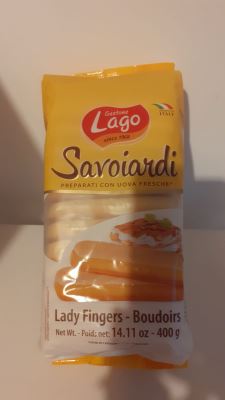 Gastone
Lago
SINCE 1968
ITALY
Savoiardi
PREPARATI CON UOVA FRESCHE*
Lady Fingers - Boudoirs
Net Wt. - Poids net: 14.11 oz - 400 g